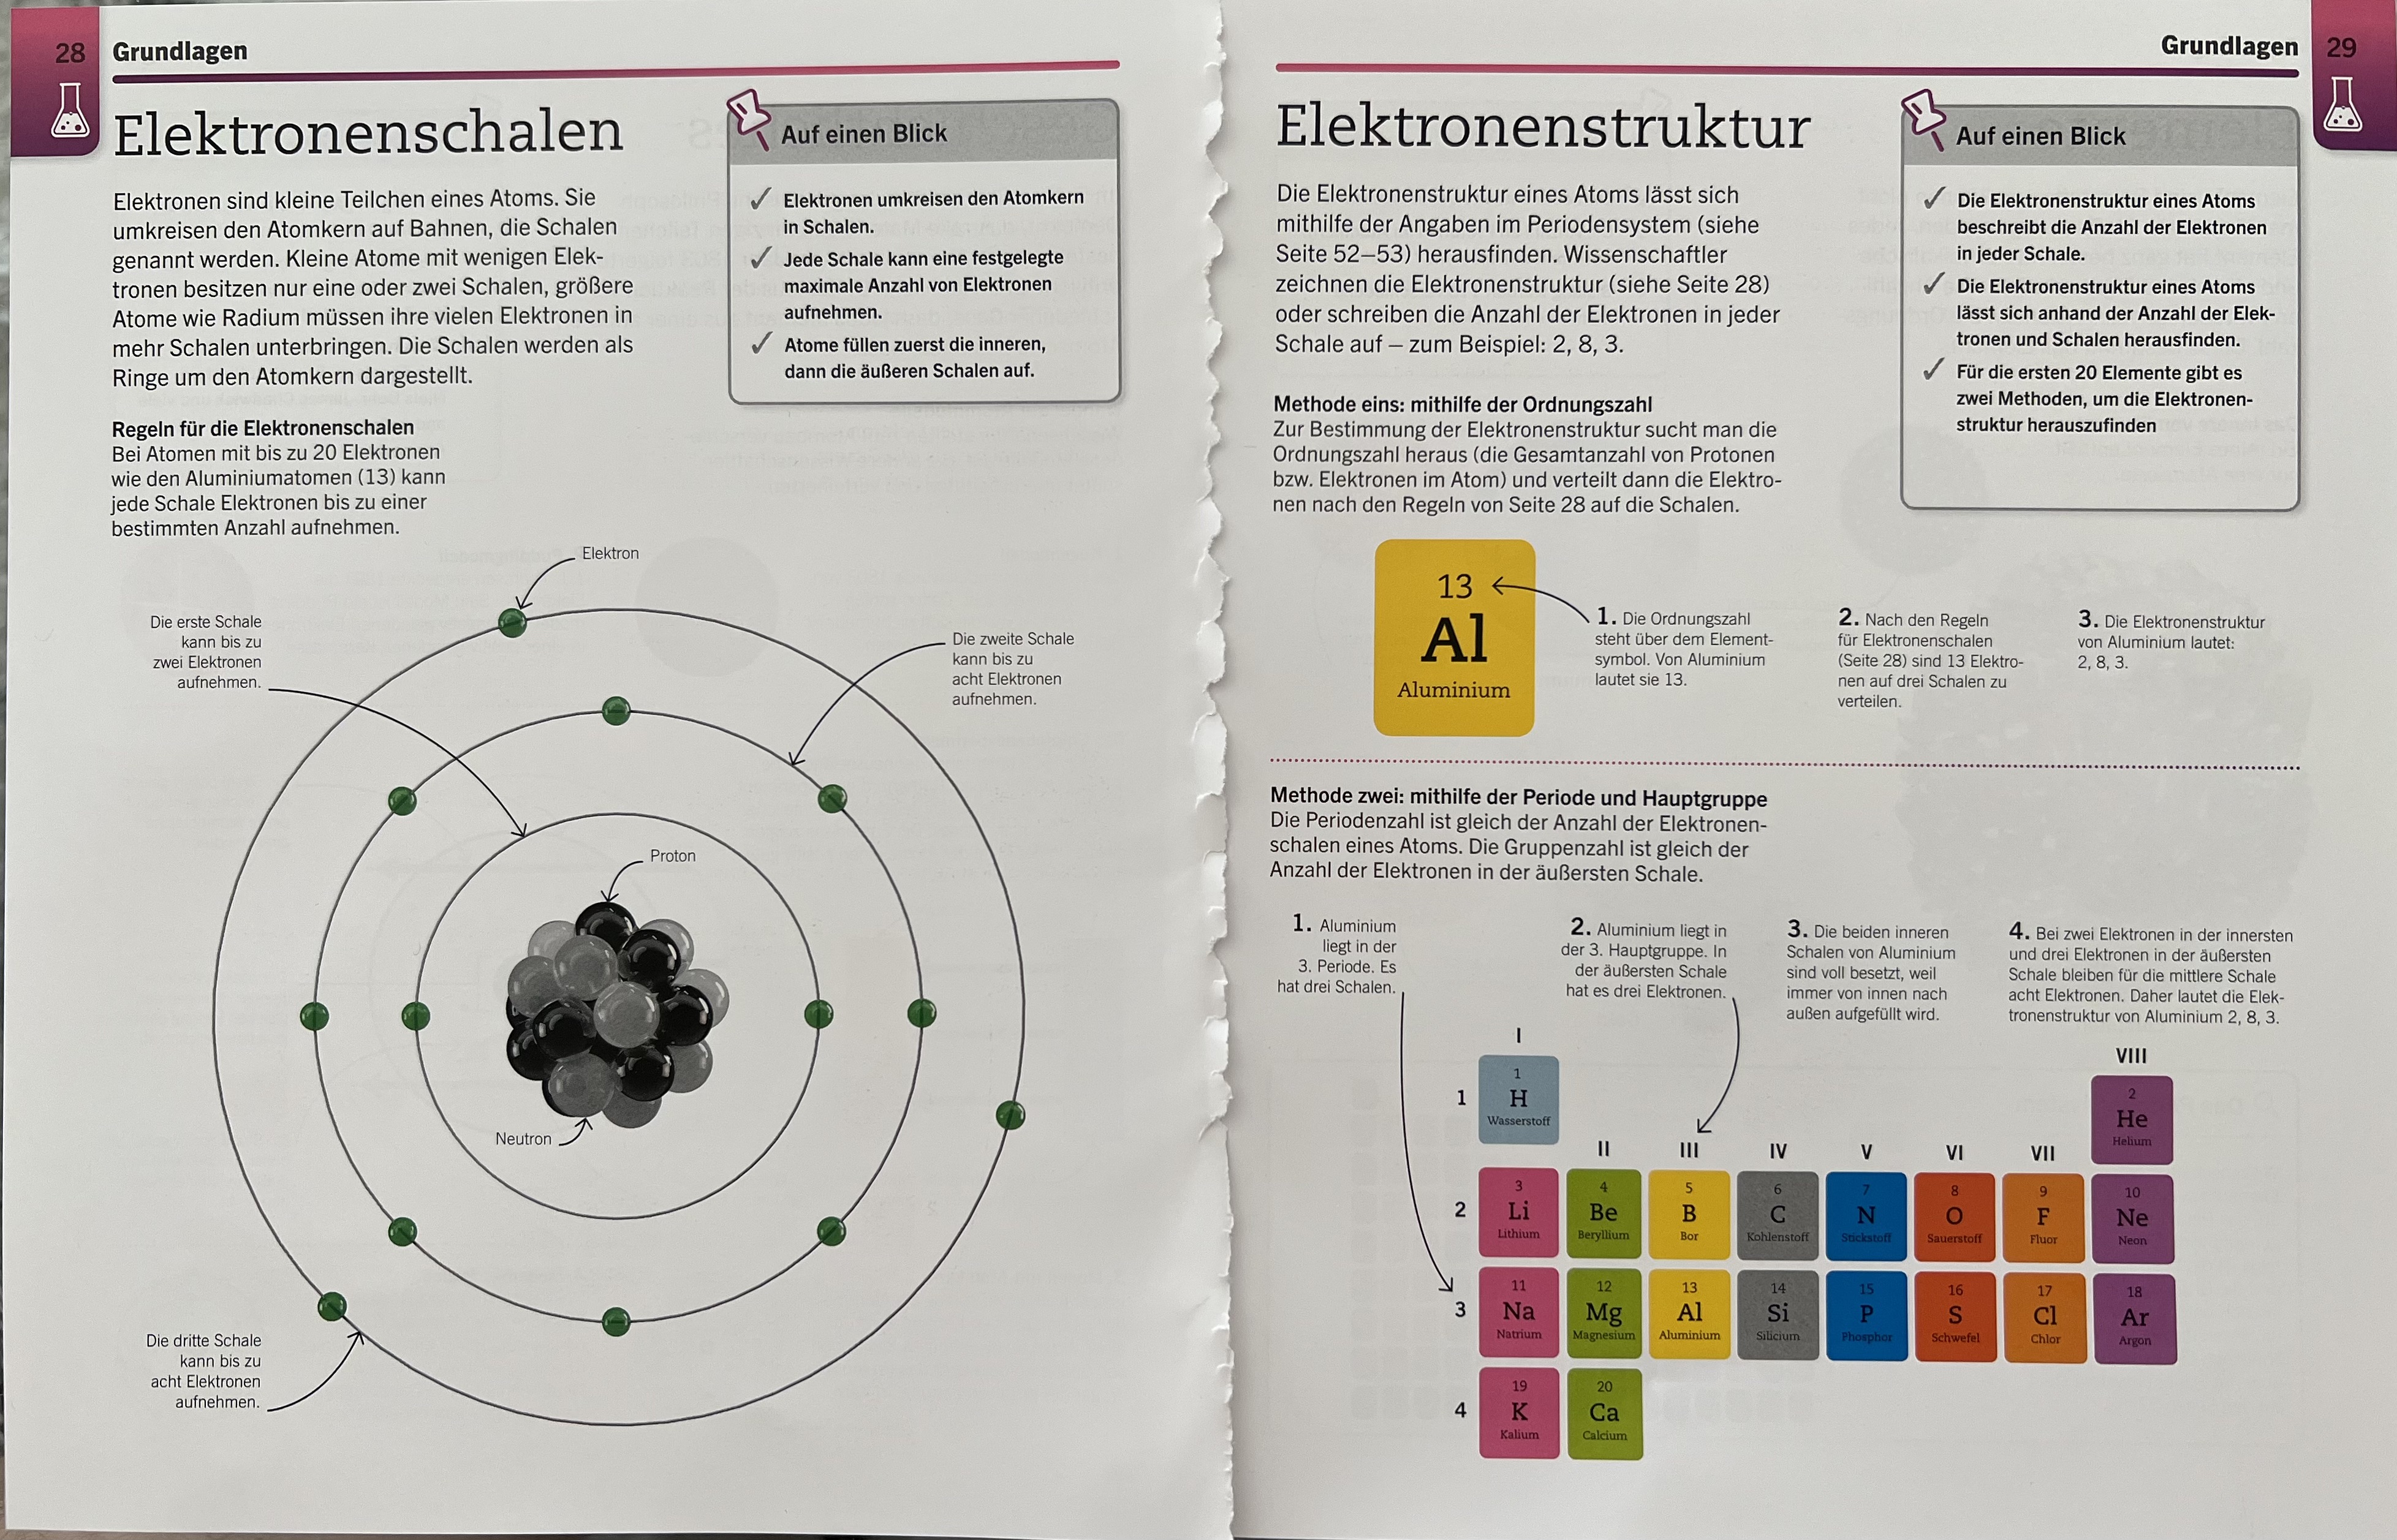 28
Grundlagen
Elektronenschalen
Elektronen sind kleine Teilchen eines Atoms. Sie
umkreisen den Atomkern auf Bahnen, die Schalen
genannt werden. Kleine Atome mit wenigen Elek-
tronen besitzen nur eine oder zwei Schalen, größere
Atome wie Radium müssen ihre vielen Elektronen in
mehr Schalen unterbringen. Die Schalen werden als
Ringe um den Atomkern dargestellt.
Auf einen Blick
✓ Elektronen umkreisen den Atomkern
in Schalen.
✓ Jede Schale kann eine festgelegte
maximale Anzahl von Elektronen
aufnehmen.
✓ Atome füllen zuerst die inneren,
dann die äußeren Schalen auf.
Regeln für die Elektronenschalen
Bei Atomen mit bis zu 20 Elektronen
wie den Aluminiumatomen (13) kann
jede Schale Elektronen bis zu einer
bestimmten Anzahl aufnehmen.
Elektron
Die erste Schale
kann bis zu
zwei Elektronen
aufnehmen.
Die zweite Schale
kann bis zu
acht Elektronen
aufnehmen.
Proton
Neutron
Die dritte Schale
kann bis zu
acht Elektronen
aufnehmen.
Grundlagen
29
Elektronenstruktur
Die Elektronenstruktur eines Atoms lässt sich
mithilfe der Angaben im Periodensystem (siehe
Seite 52–53) herausfinden. Wissenschaftler
zeichnen die Elektronenstruktur (siehe Seite 28)
oder schreiben die Anzahl der Elektronen in jeder
Schale auf – zum Beispiel: 2, 8, 3.
Auf einen Blick
✓ Die Elektronenstruktur eines Atoms
beschreibt die Anzahl der Elektronen
in jeder Schale.
✓ Die Elektronenstruktur eines Atoms
lässt sich anhand der Anzahl der Elek-
tronen und Schalen herausfinden.
✓ Für die ersten 20 Elemente gibt es
zwei Methoden, um die Elektronen-
struktur herauszufinden
Methode eins: mithilfe der Ordnungszahl
Zur Bestimmung der Elektronenstruktur sucht man die
Ordnungszahl heraus (die Gesamtanzahl von Protonen
bzw. Elektronen im Atom) und verteilt dann die Elektro-
nen nach den Regeln von Seite 28 auf die Schalen.
13
Al
Aluminium
1. Die Ordnungszahl
steht über dem Element-
symbol. Von Aluminium
lautet sie 13.
2. Nach den Regeln
für Elektronenschalen
(Seite 28) sind 13 Elektro-
nen auf drei Schalen zu
verteilen.
3. Die Elektronenstruktur
von Aluminium lautet:
2, 8, 3.
Methode zwei: mithilfe der Periode und Hauptgruppe
Die Periodenzahl ist gleich der Anzahl der Elektronen-
schalen eines Atoms. Die Gruppenzahl ist gleich der
Anzahl der Elektronen in der äußersten Schale.
1. Aluminium
liegt in der
3. Periode. Es
hat drei Schalen.
2. Aluminium liegt in
der 3. Hauptgruppe. In
der äußersten Schale
hat es drei Elektronen.
3. Die beiden inneren
Schalen von Aluminium
sind voll besetzt, weil
immer von innen nach
außen aufgefüllt wird.
4. Bei zwei Elektronen in der innersten
und drei Elektronen in der äußersten
Schale bleiben für die mittlere Schale
acht Elektronen. Daher lautet die Elek-
tronenstruktur von Aluminium 2, 8, 3.
I
VIII
1
1
H
Wasserstoff
2
He
Helium
II III IV V VI VII
2
3
Li
Lithium
4
Be
Beryllium
5
B
Bor
6
C
Kohlenstoff
7
N
Stickstoff
8
O
Sauerstoff
9
F
Fluor
10
Ne
Neon
3
11
Na
Natrium
12
Mg
Magnesium
13
Al
Aluminium
14
Si
Silicium
15
P
Phosphor
16
S
Schwefel
17
Cl
Chlor
18
Ar
Argon
4
19
K
Kalium
20
Ca
Calcium